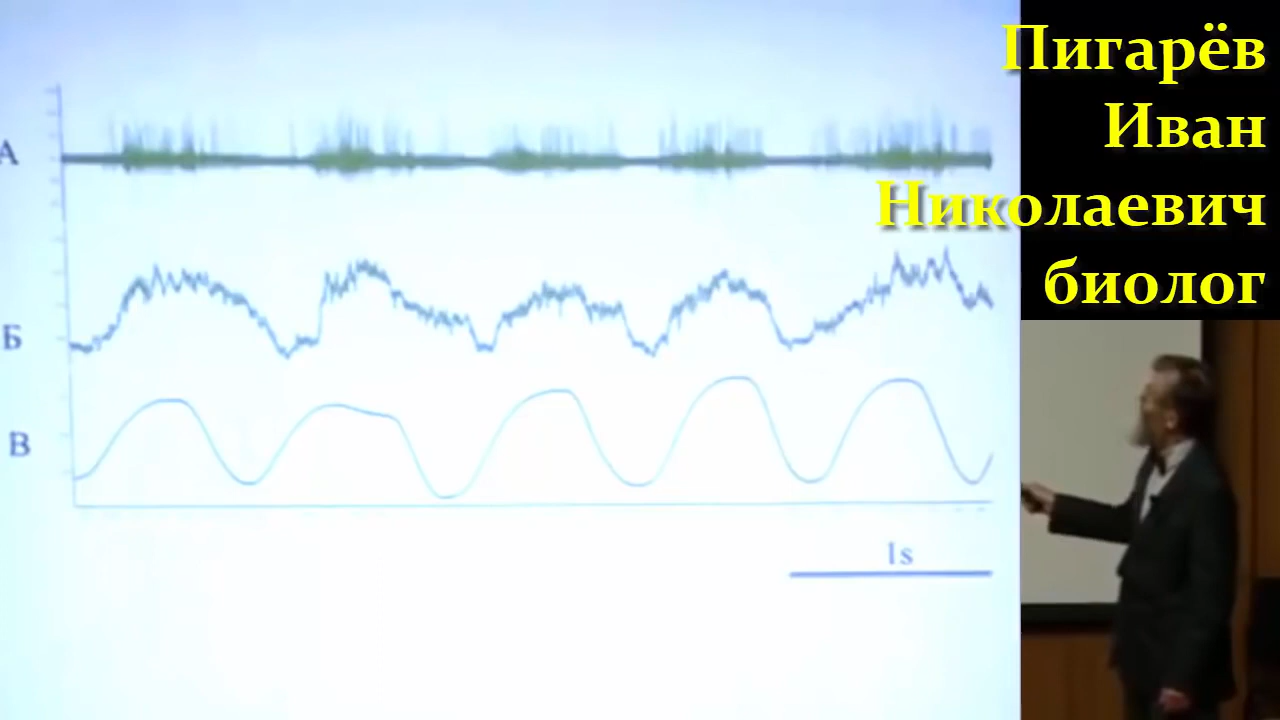 Пигарёв
Иван
Николаевич
биолог
А
Б
В
1s